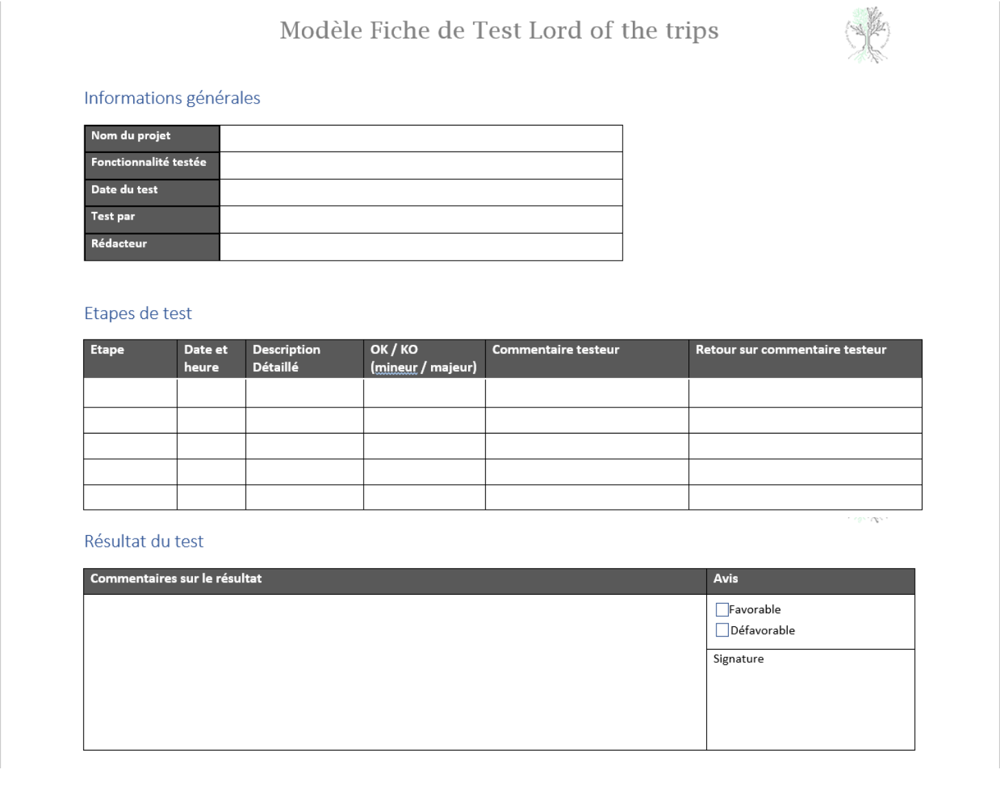 Modèle Fiche de Test Lord of the trips
Informations générales
Nom du projet
Fonctionnalité testée
Date du test
Test par
Rédacteur
Etapes de test
Etape
Date et
heure
Description
Détaillé
OK / KO
(mineur / majeur)
Commentaire testeur
Retour sur commentaire testeur
Résultat du test
Commentaires sur le résultat
Avis
Favorable
Défavorable
Signature